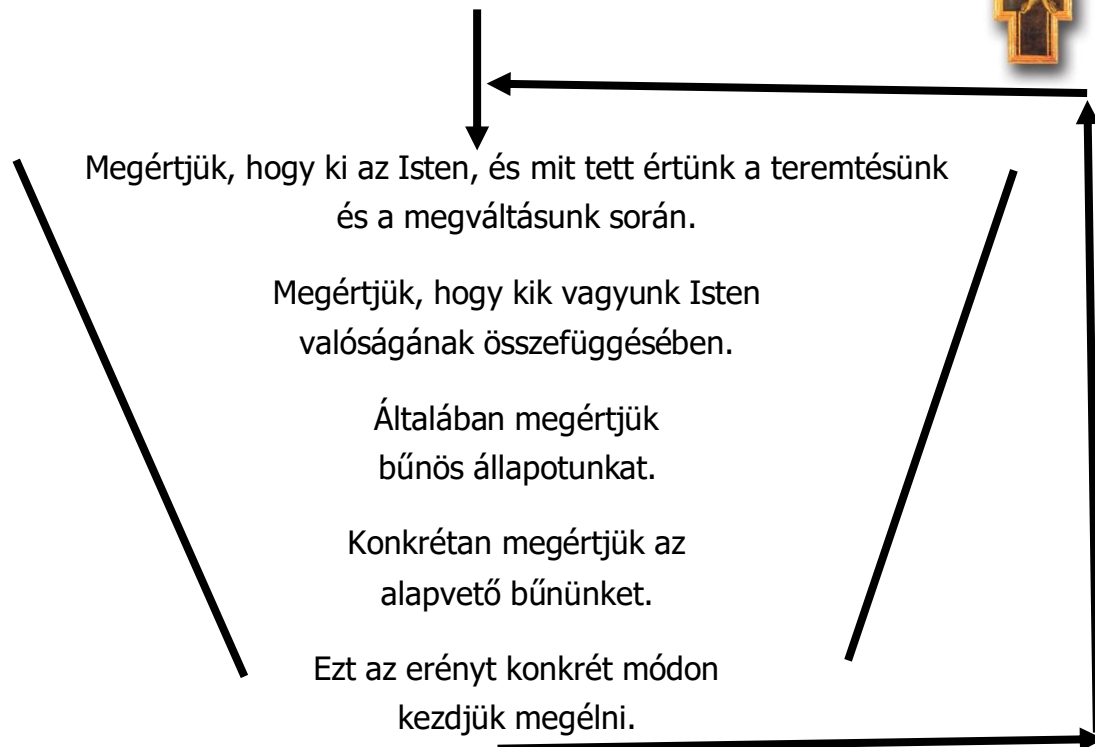 Megértjük, hogy ki az Isten, és mit tett értünk a teremtésünk
és a megváltásunk során.
Megértjük, hogy kik vagyunk Isten
valóságának összefüggésében.
Általában megértjük
bűnös állapotunkat.
Konkrétan megértjük az
alapvető bűnünket.
Ezt az erényt konkrét módon
kezdjük megélni.